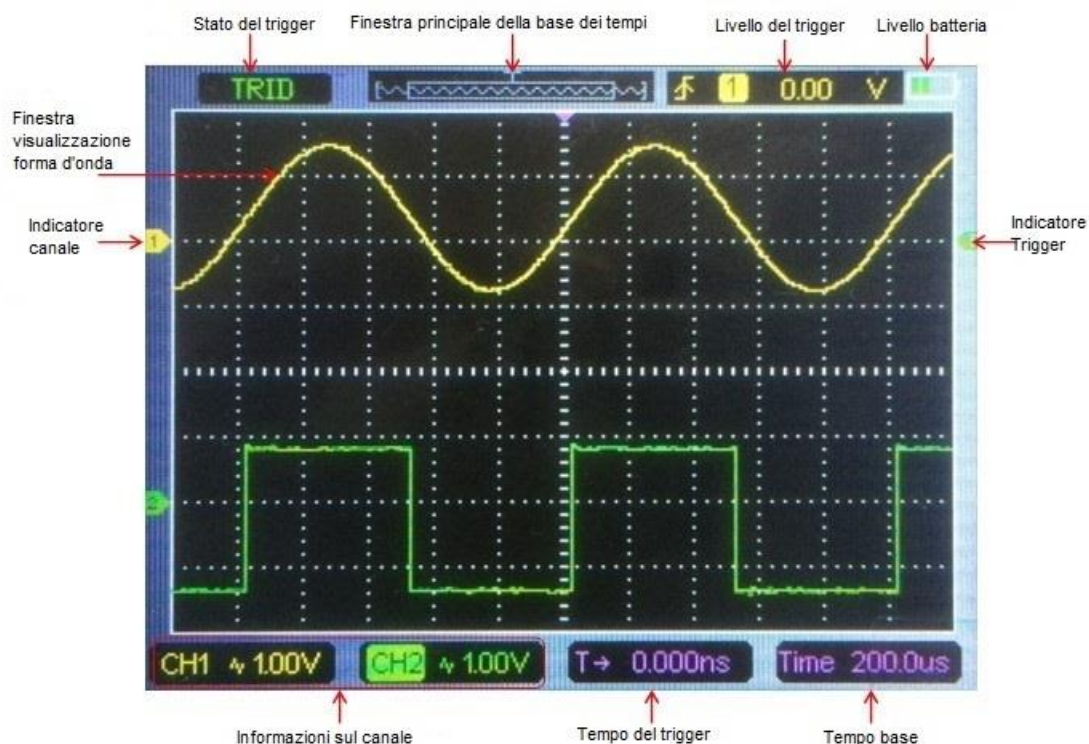 Stato del trigger
Finestra principale della base dei tempi
Livello del trigger
Livello batteria
TRID
1 0.00 V
Finestra
visualizzazione
forma d'onda
Indicatore
canale
1
Indicatore
Trigger
2
CH1 1.00V
CH2 1.00V
T→ 0.000ns
Time 200.0us
Informazioni sul canale
Tempo del trigger
Tempo base